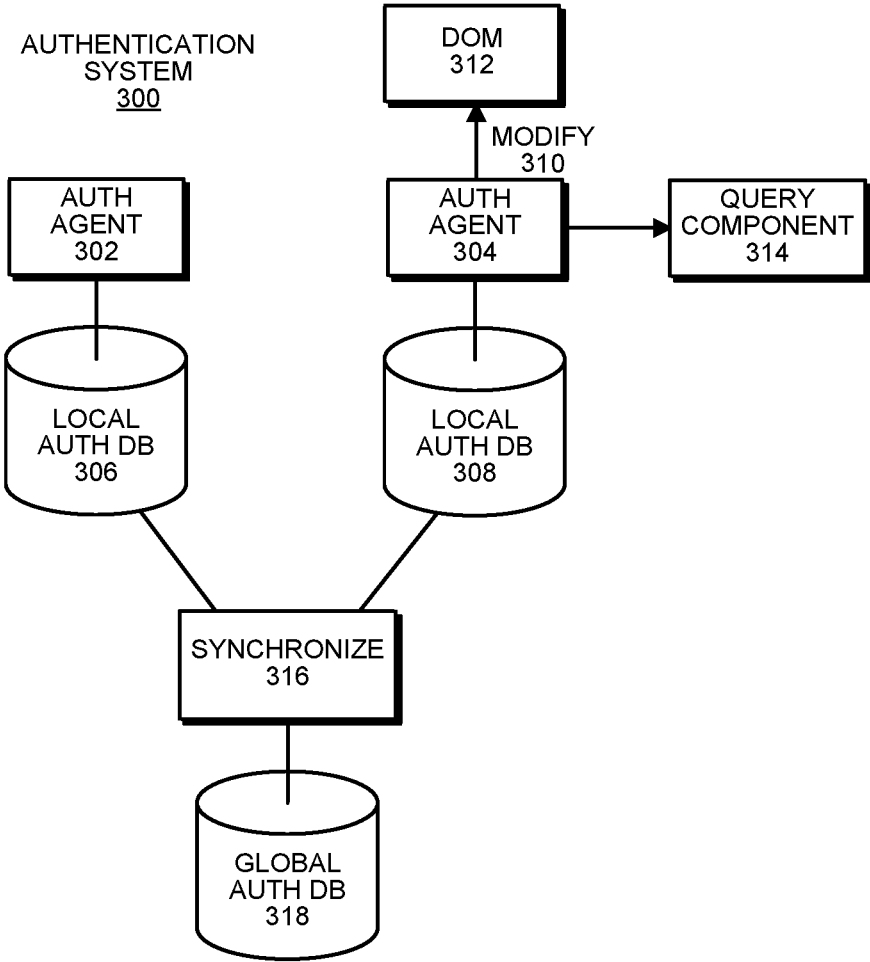 AUTHENTICATION
SYSTEM
300
DOM
312
MODIFY
310
AUTH
AGENT
302
AUTH
AGENT
304
QUERY
COMPONENT
314
LOCAL
AUTH DB
306
LOCAL
AUTH DB
308
SYNCHRONIZE
316
GLOBAL
AUTH DB
318